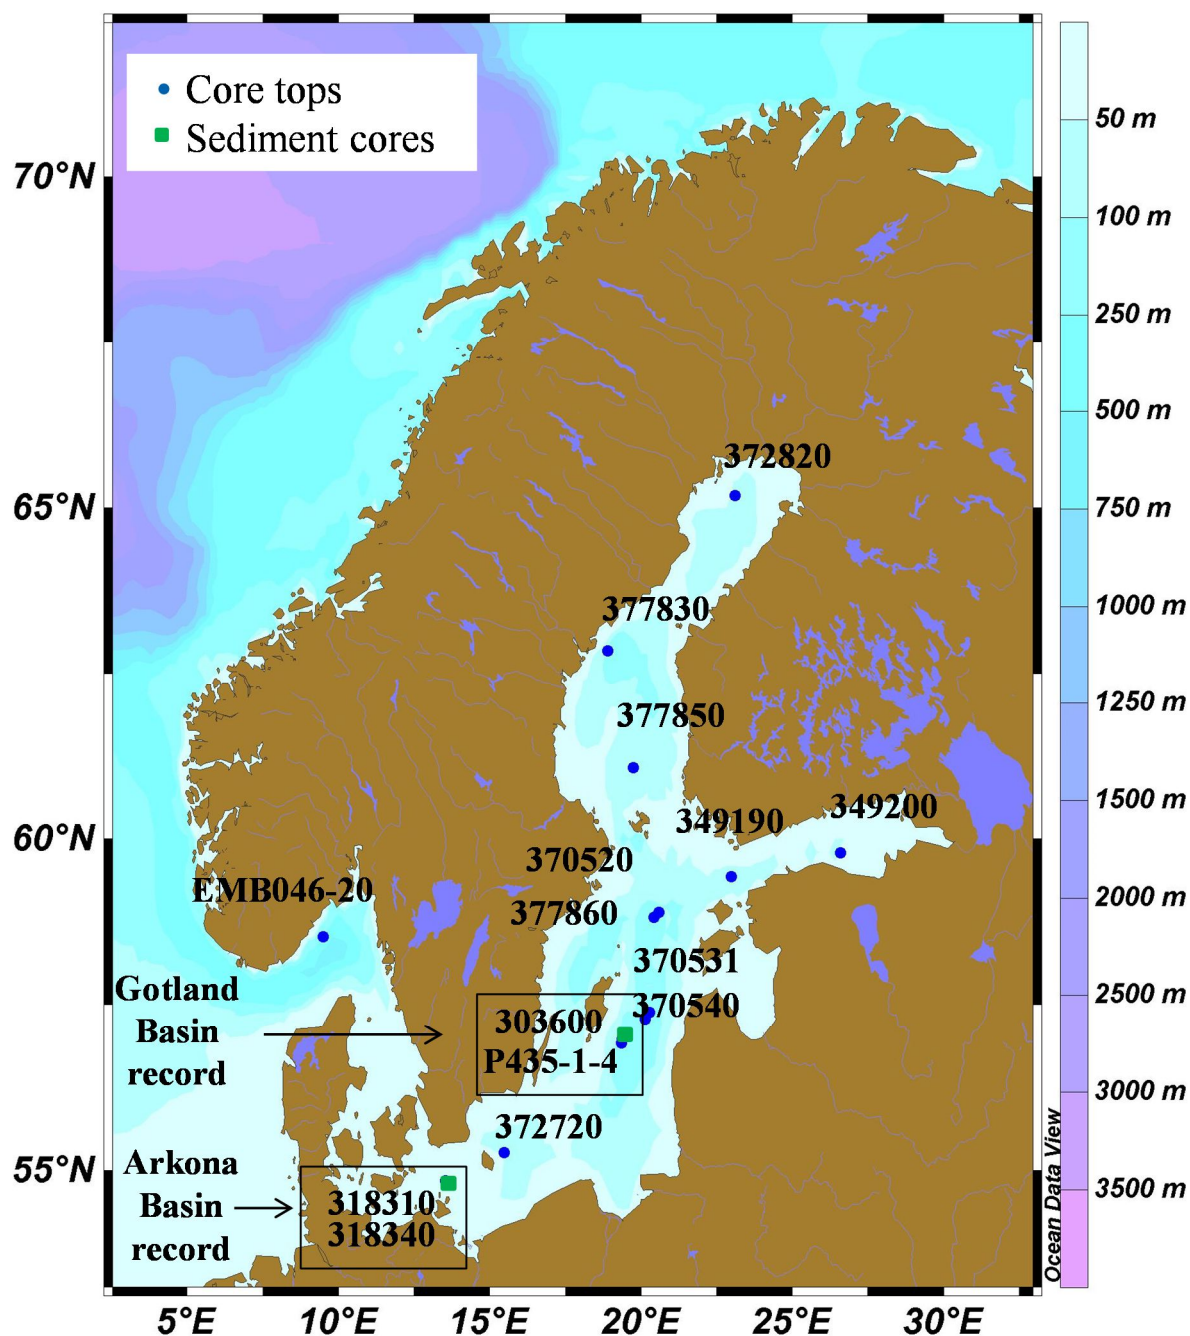 Core tops
Sediment cores
70°N
65°N
60°N
55°N
372820
377830
377850
349200
349190
370520
EMB046-20
377860
370531
370540
Gotland
Basin
record
303600
P435-1-4
372720
Arkona
Basin
record
318310
318340
5°E
10°E
15°E
20°E
25°E
30°E
50 m
100 m
250 m
500 m
750 m
1000 m
1250 m
1500 m
2000 m
2500 m
3000 m
3500 m
Ocean Data View